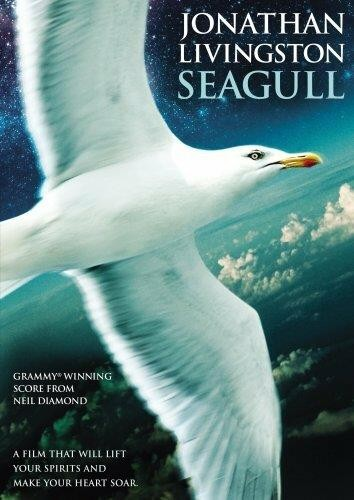 JONATHAN
LIVINGSTON
SEAGULL
GRAMMY® WINNING
SCORE FROM
NEIL DIAMOND
A FILM THAT WILL LIFT
YOUR SPIRITS AND
MAKE YOUR HEART SOAR.